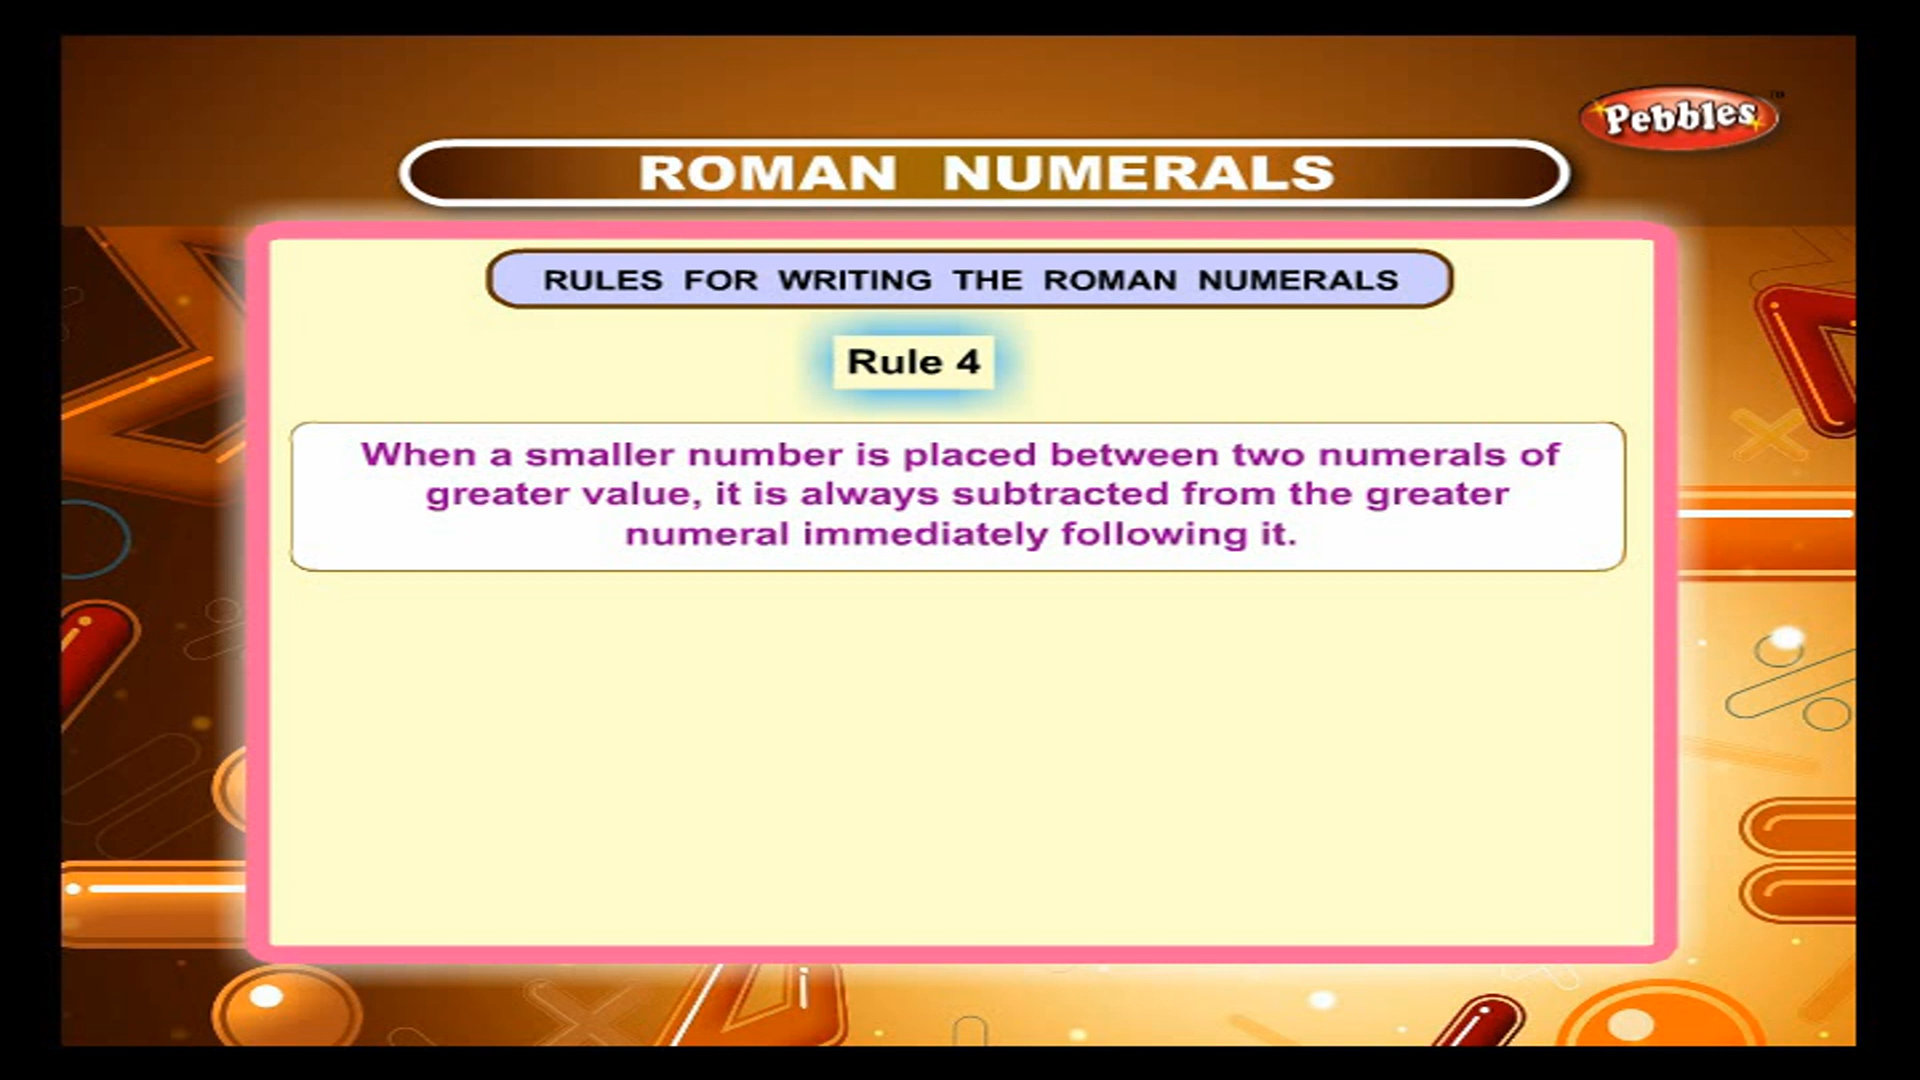 Pebbles™
ROMAN NUMERALS
RULES FOR WRITING THE ROMAN NUMERALS
Rule 4
When a smaller number is placed between two numerals of
greater value, it is always subtracted from the greater
numeral immediately following it.